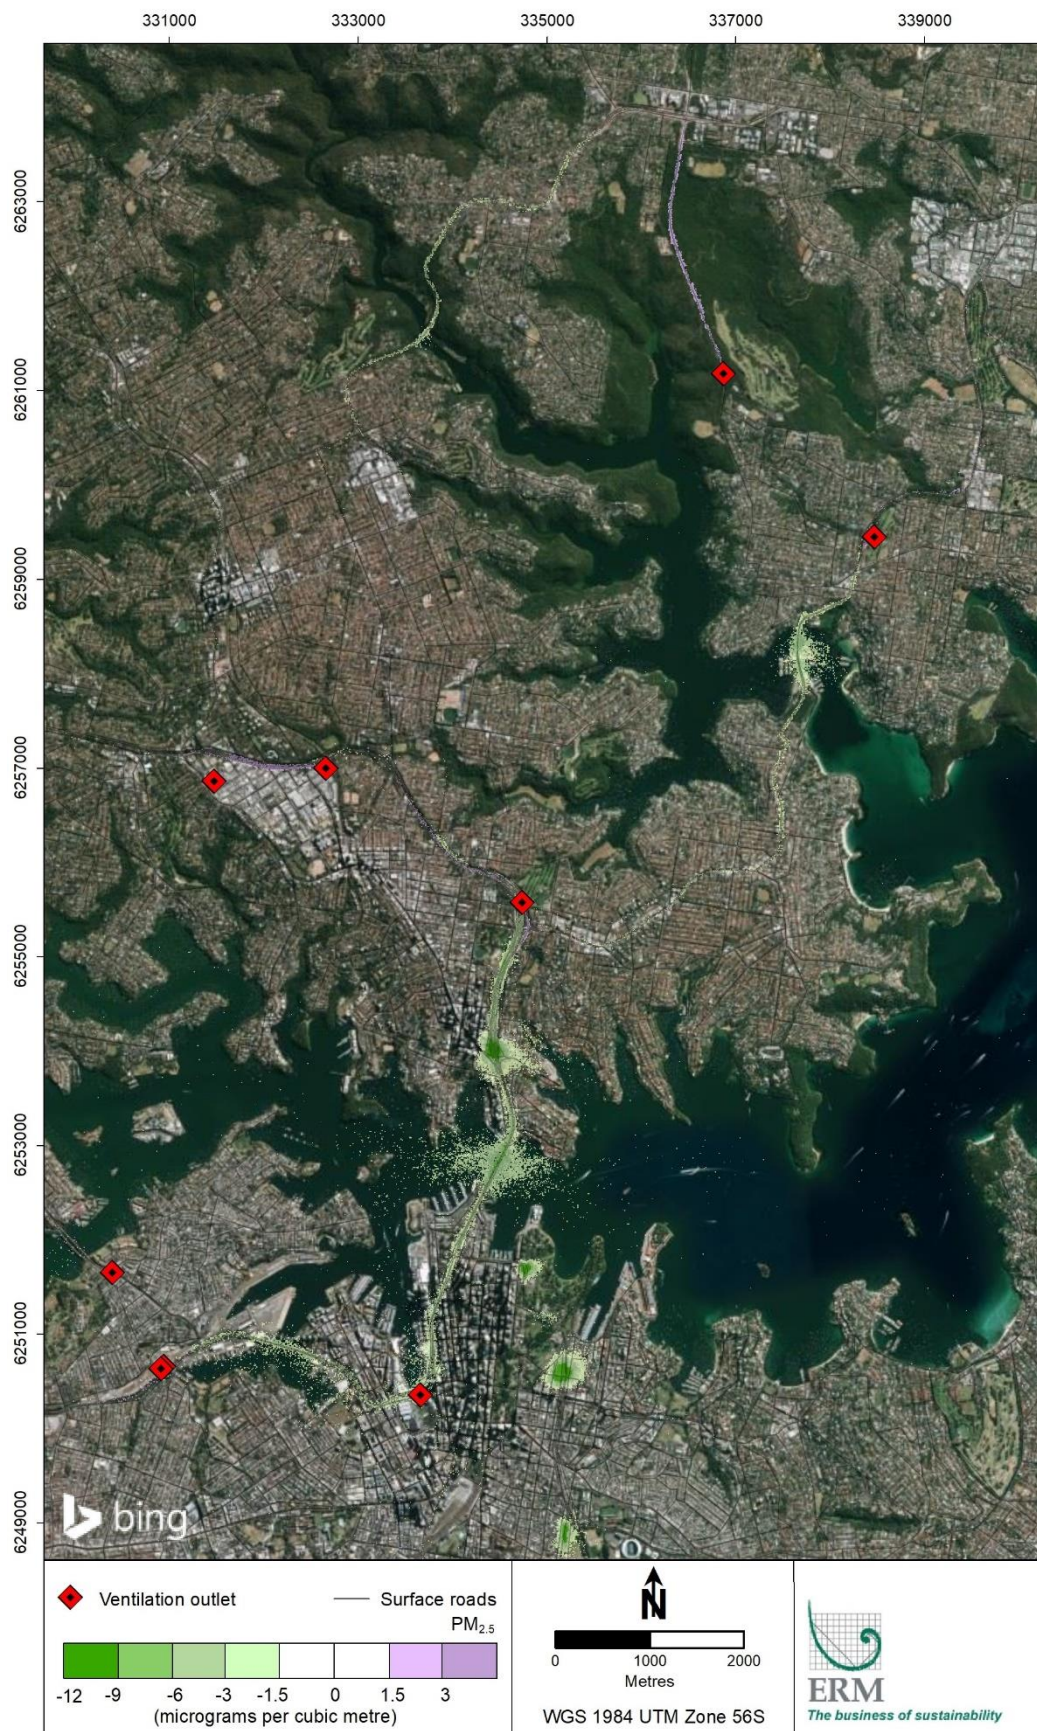 331000 333000 335000 337000 339000
6263000
6261000
6259000
6257000
6255000
6253000
6251000
6249000
bing
Ventilation outlet
Surface roads
PM2.5
-12 -9 -6 -3 -1.5 0 1.5 3
(micrograms per cubic metre)
N
0 1000 2000
Metres
WGS 1984 UTM Zone 56S
ERM
The business of sustainability